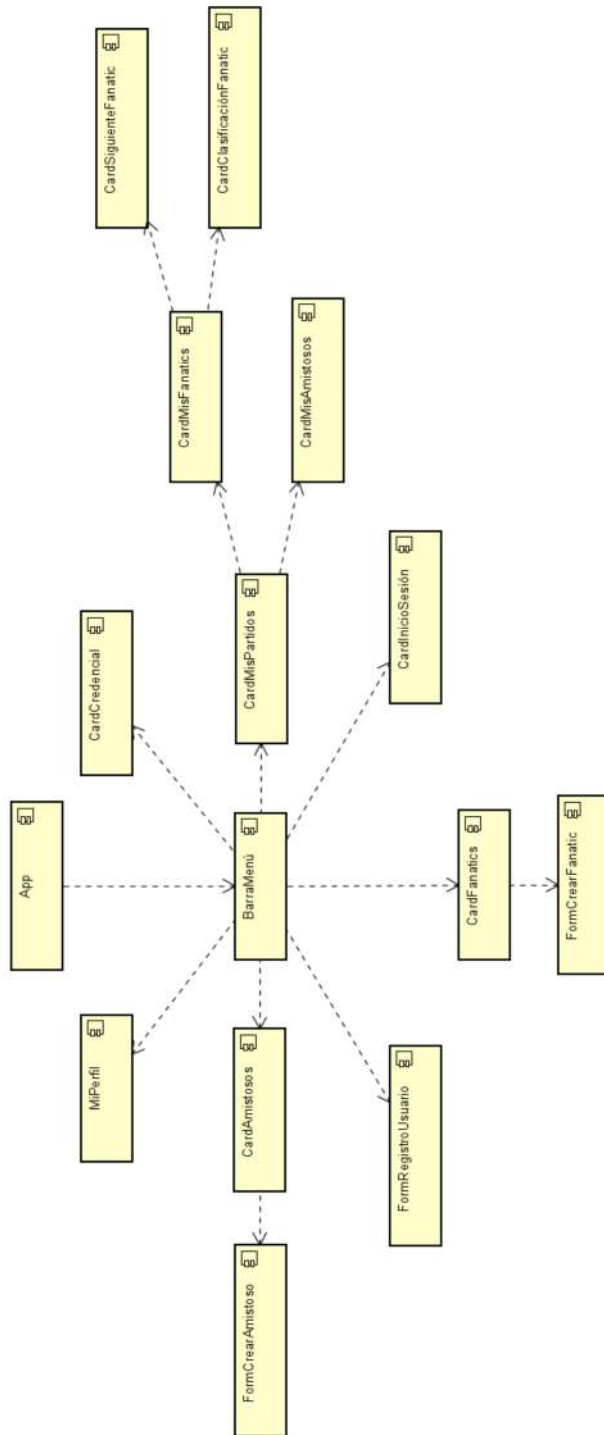 App
MiPerfil
CardCredencial
CardSiguienteFanatic
CardMisFanatics
CardClasificaciónFanatic
FormCrearAmistoso
CardAmistosos
BarraMenú
CardMisPartidos
CardMisAmistosos
FormRegistroUsuario
CardInicioSesión
CardFanatics
FormCrearFanatic